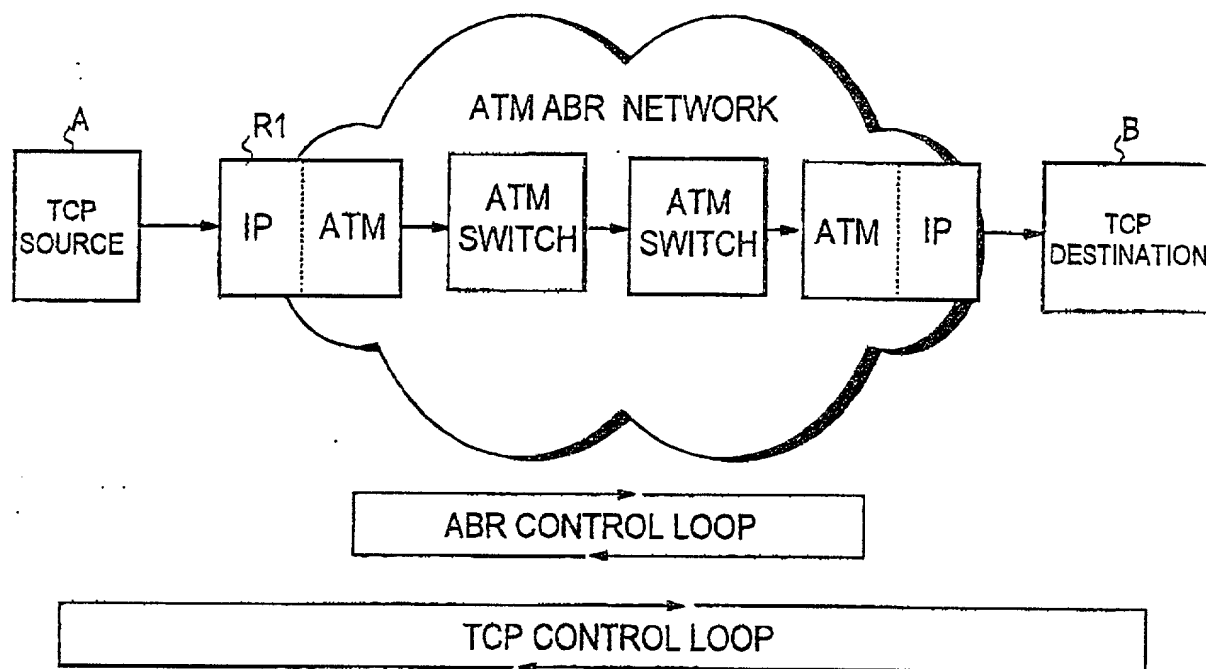 ATM ABR NETWORK
A
R1
B
TCP
SOURCE
IP
ATM
ATM
SWITCH
ATM
SWITCH
ATM
IP
TCP
DESTINATION
ABR CONTROL LOOP
TCP CONTROL LOOP